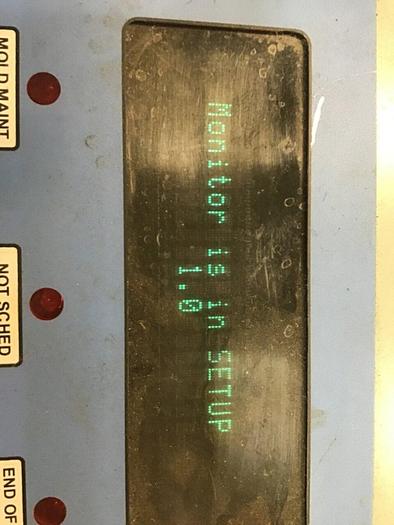 Monitor is in SETUP
1.0
MOLD MAINT
NOT SCHED
END OF